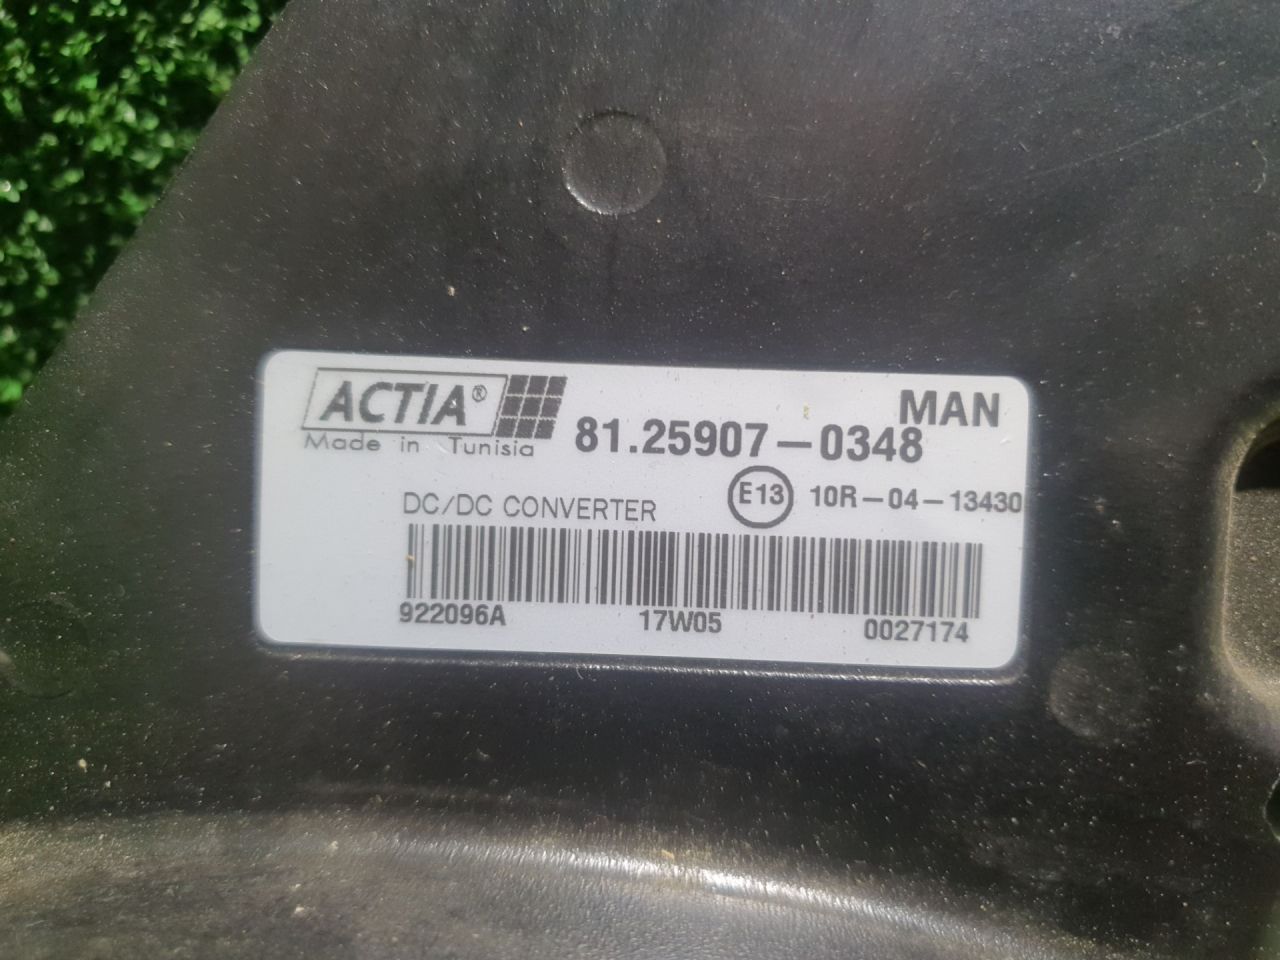 ACTIA®
MAN
Made in Tunisia
81.25907-0348
DC/DC CONVERTER
E13 10R-04-13430
922096A 17W05 0027174